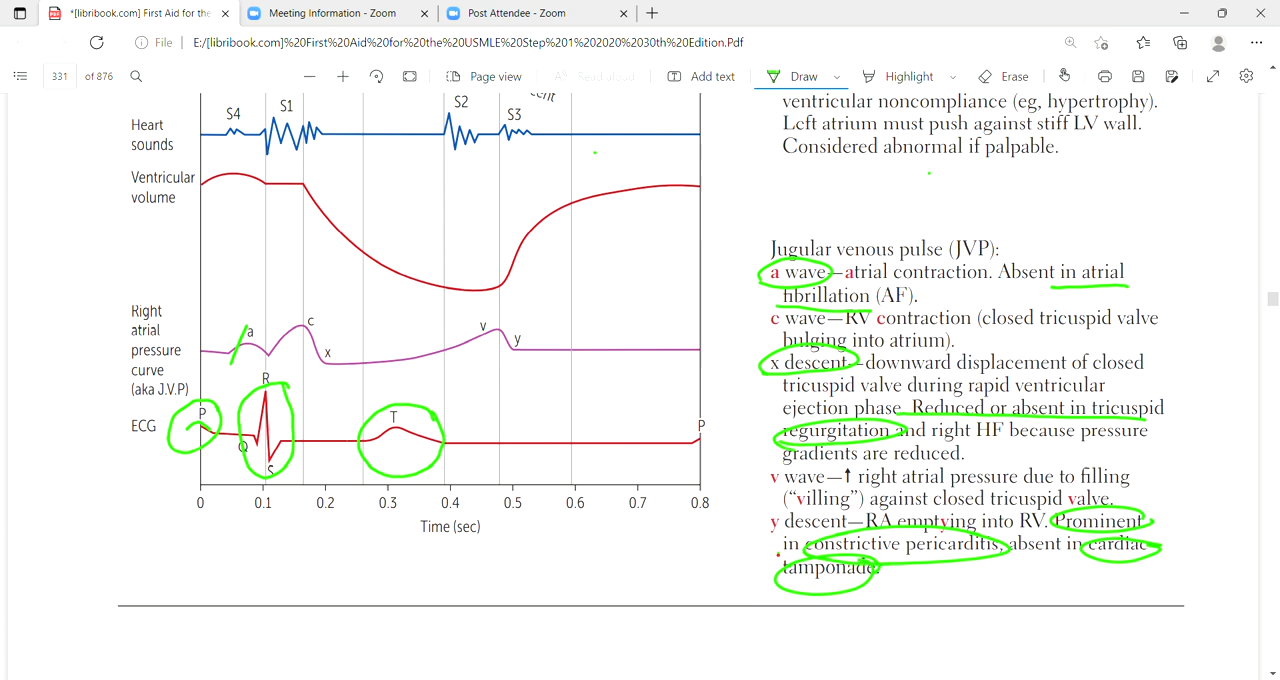 *[libribook.com] First Aid for the
Meeting Information - Zoom
Post Attendee - Zoom
File
E:/[libribook.com]%20First%20Aid%20for%20the%20USMLE%20Step%201%202020%2030th%20Edition.Pdf
331 of 876
Page view
Read aloud
Add text
Draw
Highlight
Erase
Heart
sounds
S4
S1
S2
S3
Ventricular
volume
Right
atrial
pressure
curve
(aka J.V.P)
a
c
x
v
y
ECG
P
Q
R
S
T
P
0 0.1 0.2 0.3 0.4 0.5 0.6 0.7 0.8
Time (sec)
ventricular noncompliance (eg, hypertrophy).
Left atrium must push against stiff LV wall.
Considered abnormal if palpable.
Jugular venous pulse (JVP):
a wave—atrial contraction. Absent in atrial
fibrillation (AF).
c wave—RV contraction (closed tricuspid valve
bulging into atrium).
x descent—downward displacement of closed
tricuspid valve during rapid ventricular
ejection phase. Reduced or absent in tricuspid
regurgitation and right HF because pressure
gradients are reduced.
v wave—↑ right atrial pressure due to filling
(“villing”) against closed tricuspid valve.
y descent—RA emptying into RV. Prominent
in constrictive pericarditis, absent in cardiac
tamponade.